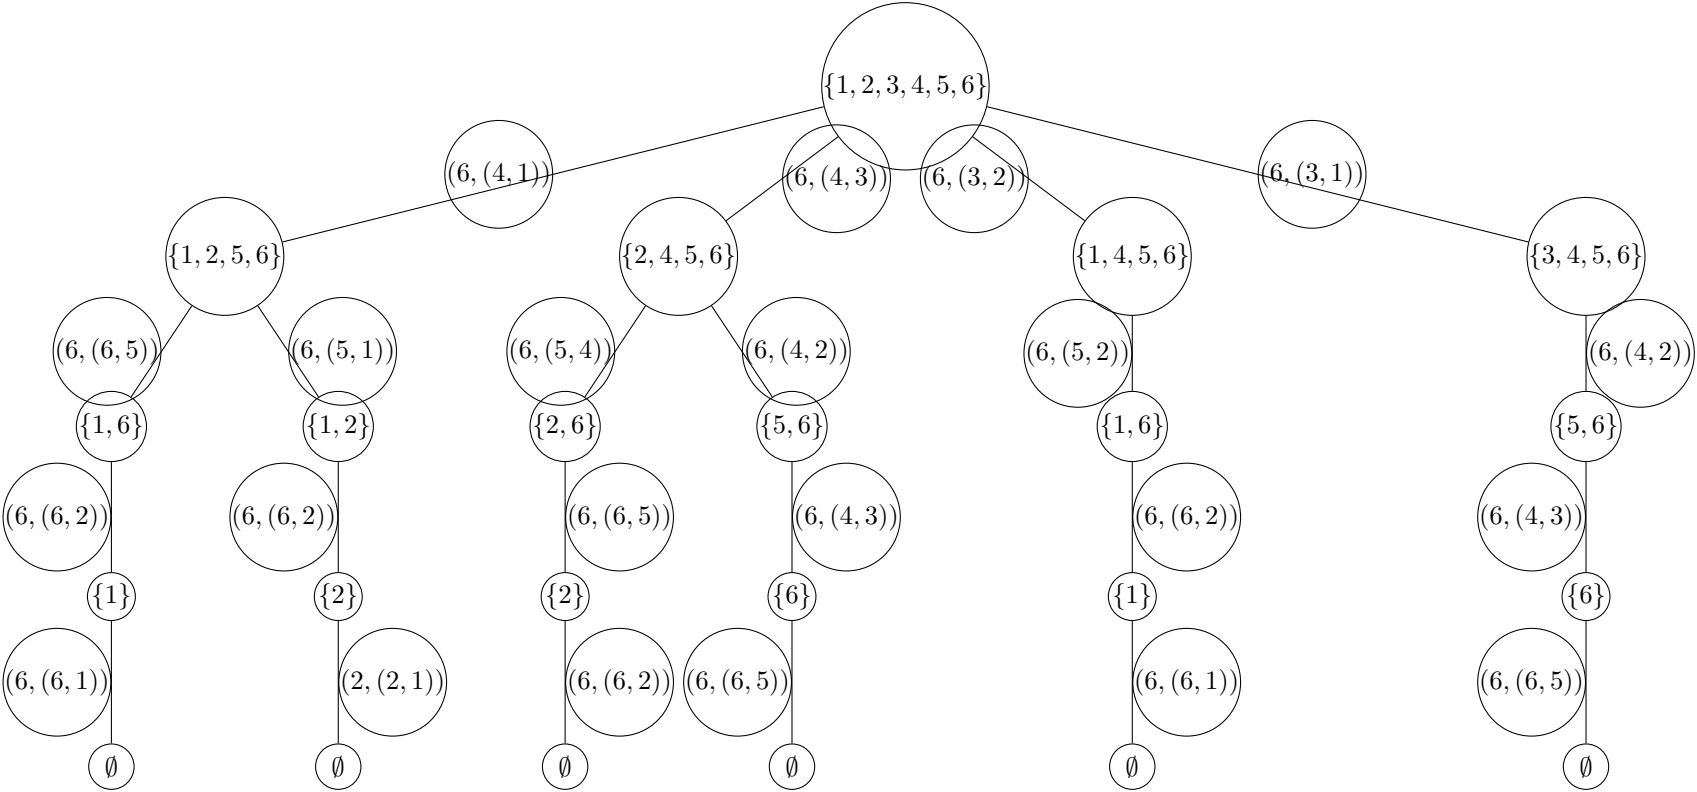 {1, 2, 3, 4, 5, 6}
(6, (4, 1)) (6, (4, 3)) (6, (3, 2)) (6, (3, 1))
{1, 2, 5, 6} {2, 4, 5, 6} {1, 4, 5, 6} {3, 4, 5, 6}
(6, (6, 5)) (6, (5, 1)) (6, (5, 4)) (6, (4, 2)) (6, (5, 2)) (6, (4, 2))
{1, 6} {1, 2} {2, 6} {5, 6} {1, 6} {5, 6}
(6, (6, 2)) (6, (6, 2)) (6, (6, 5)) (6, (4, 3)) (6, (6, 2)) (6, (4, 3))
{1} {2} {2} {6} {1} {6}
(6, (6, 1)) (2, (2, 1)) (6, (6, 2)) (6, (6, 5)) (6, (6, 1)) (6, (6, 5))
∅ ∅ ∅ ∅ ∅ ∅